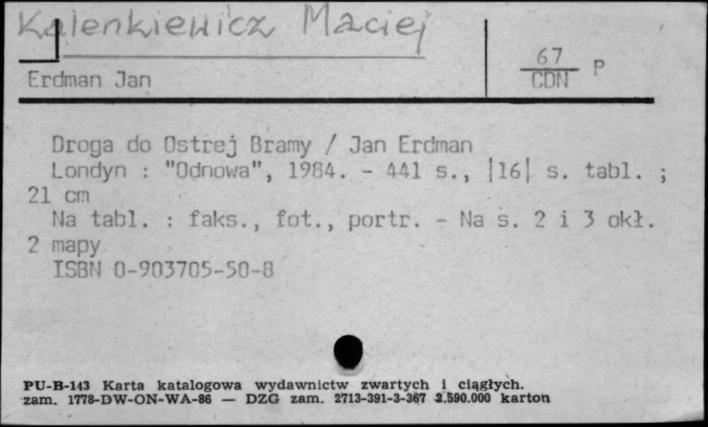 Kalenkiewicz Maciej
67
CDN P
Erdman Jan
Droga do Ostrej Bramy / Jan Erdman
Londyn : "Odnowa", 1984. - 441 s., |16| s. tabl. ;
21 cm
Na tabl. : faks., fot., portr. - Na s. 2 i 3 okł.
2 mapy
ISBN 0-903705-50-8
PU-B-143 Karta katalogowa wydawnictw zwartych i ciągłych.
zam. 1778-DW-ON-WA-86 — DZG zam. 2713-391-3-367 2.590.000 karton